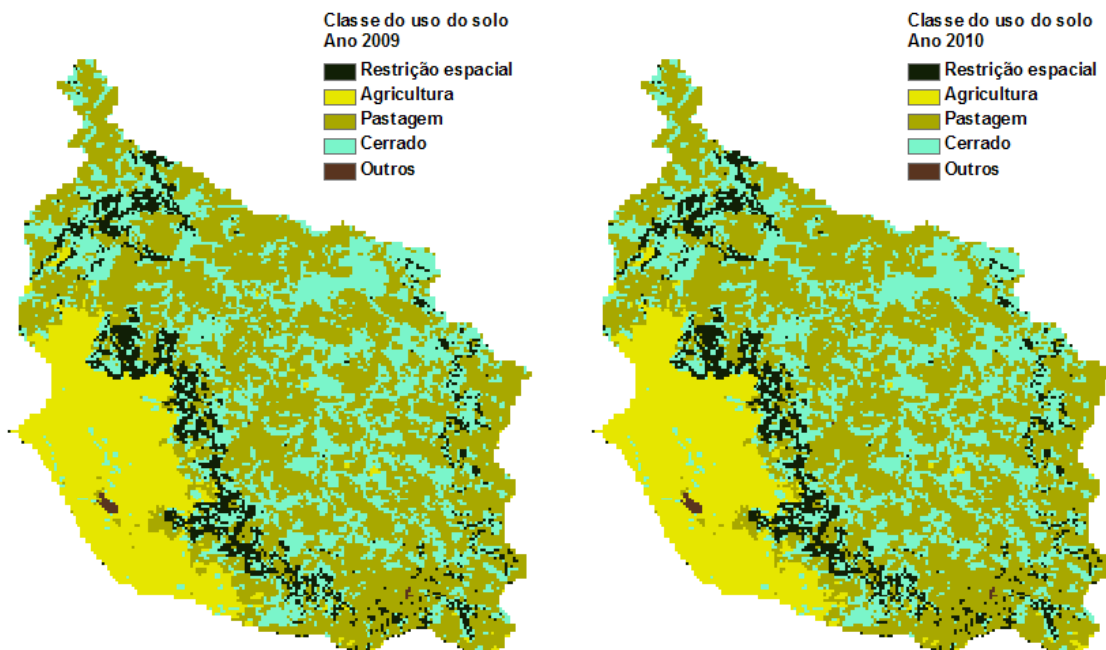 Classe do uso do solo
Ano 2009
Restrição espacial
Agricultura
Pastagem
Cerrado
Outros
Classe do uso do solo
Ano 2010
Restrição espacial
Agricultura
Pastagem
Cerrado
Outros